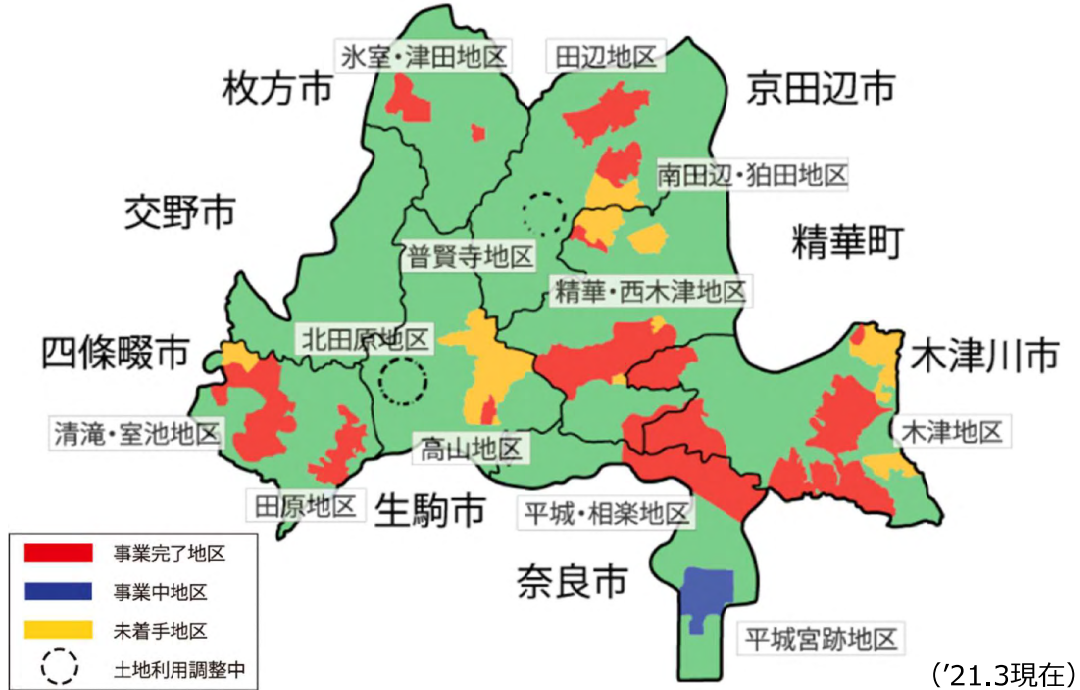 氷室・津田地区
田辺地区
枚方市
京田辺市
南田辺・狛田地区
交野市
精華町
普賢寺地区
精華・西木津地区
北田原地区
四條畷市
木津川市
清滝・室池地区
高山地区
木津地区
田原地区
生駒市
平城・相楽地区
奈良市
平城宮跡地区
事業完了地区
事業中地区
未着手地区
土地利用調整中
('21.3現在)